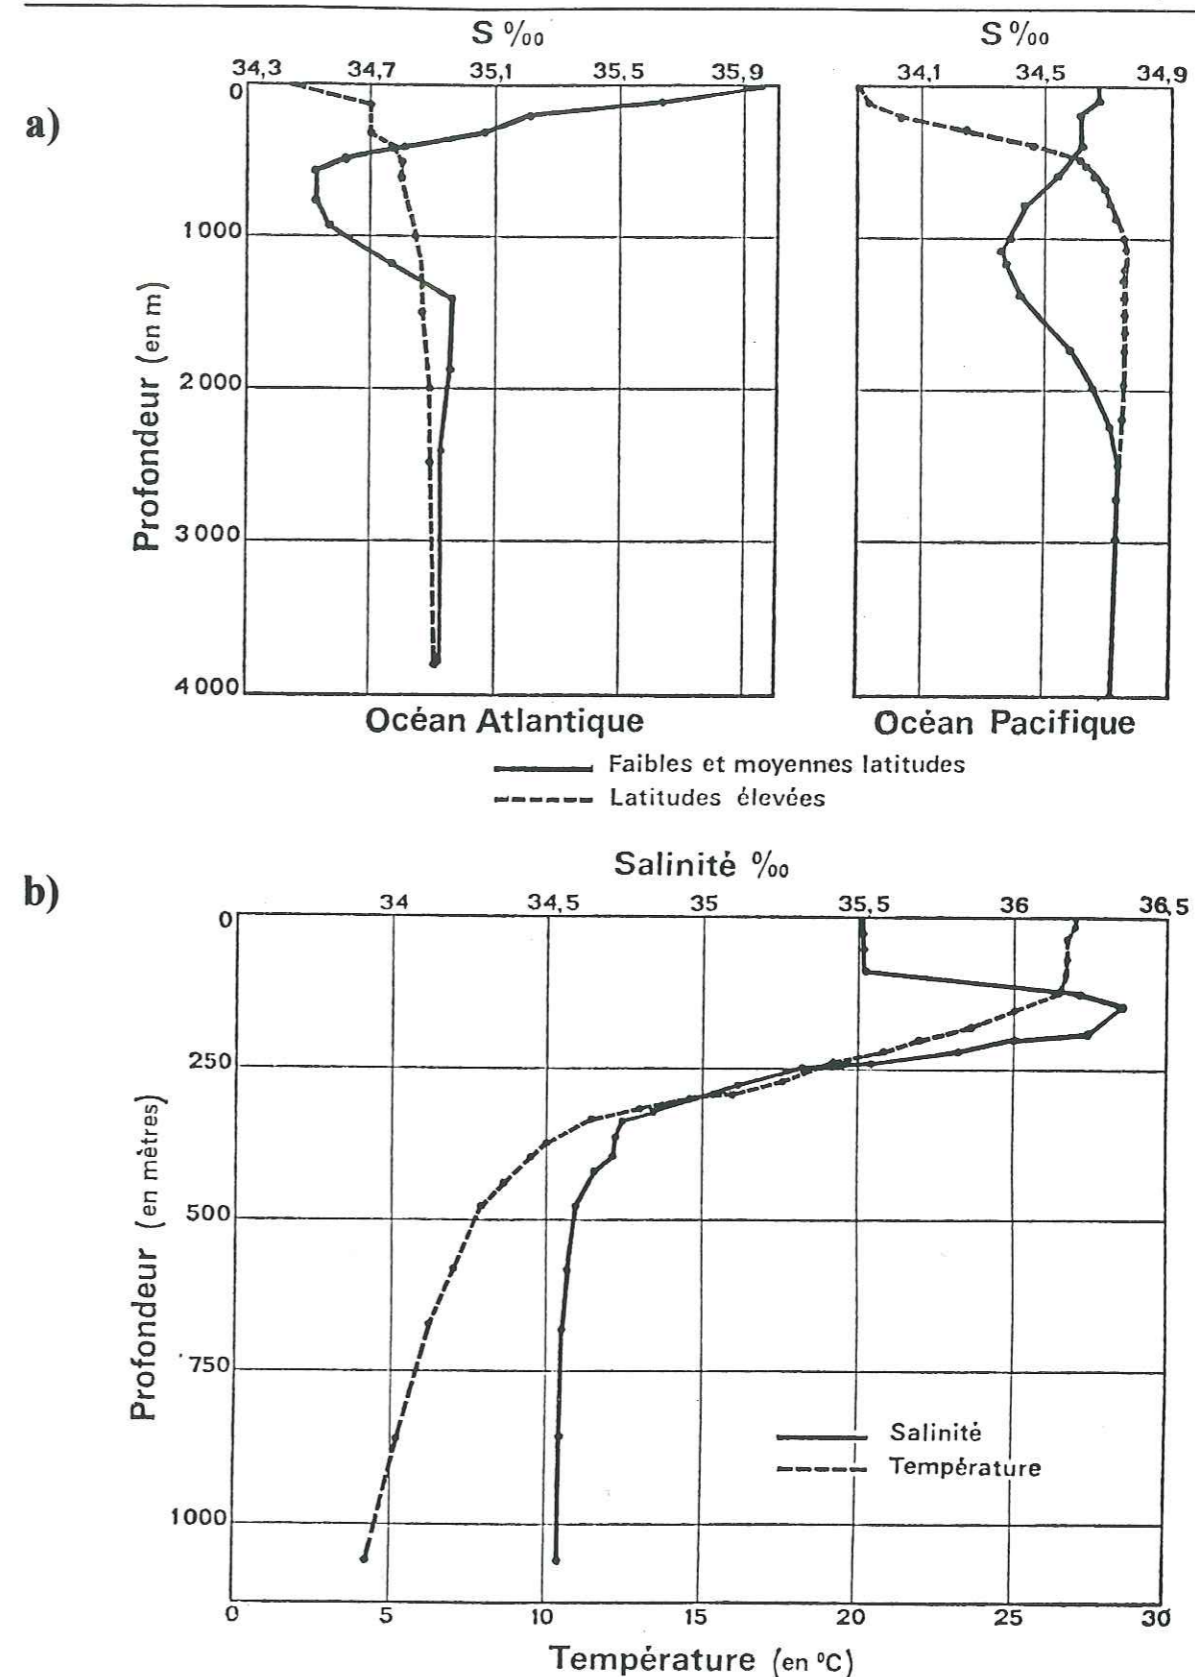 S ‰ S ‰
34,3 34,7 35,1 35,5 35,9 34,1 34,5 34,9
a)
0
1 000
2 000
3 000
4 000
Profondeur (en m)
Océan Atlantique Océan Pacifique
Faibles et moyennes latitudes
Latitudes élevées
b)
Salinité ‰
34 34,5 35 35,5 36 36,5
0
250
500
750
1000
Profondeur (en mètres)
Salinité
Température
0 5 10 15 20 25 30
Température (en °C)